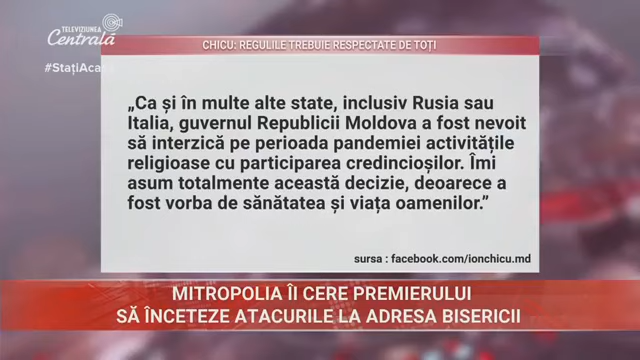 TELEVIZIUNEA
Centrală
#StațiAcasă
CHICU: REGULILE TREBUIE RESPECTATE DE TOȚI
„Ca și în multe alte state, inclusiv Rusia sau
Italia, guvernul Republicii Moldova a fost nevoit
să interzică pe perioada pandemiei activitățile
religioase cu participarea credincioșilor. Îmi
asum totalmente această decizie, deoarece a
fost vorba de sănătatea și viața oamenilor.”
sursa : facebook.com/ionchicu.md
MITROPOLIA ÎI CERE PREMIERULUI
SĂ ÎNCETEZE ATACURILE LA ADRESA BISERICII